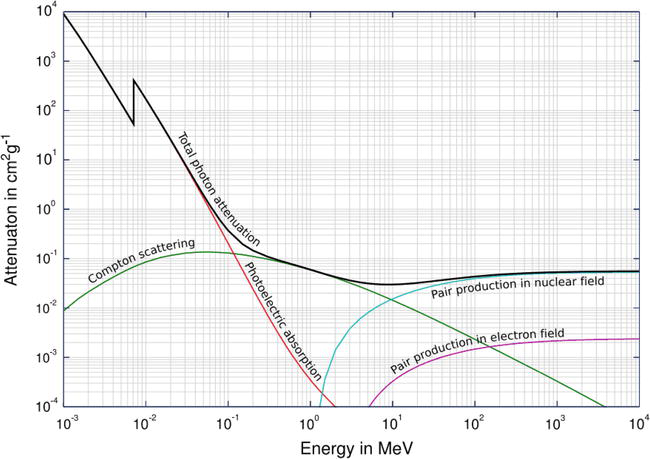 10^4
10^3
10^2
10^1
10^0
10^-1
10^-2
10^-3
10^-4
Attenuaton in cm2g-1
Total photon attenuation
Compton scattering
Photoelectric absorption
Pair production in nuclear field
Pair production in electron field
10^-3
10^-2
10^-1
10^0
10^1
10^2
10^3
10^4
Energy in MeV